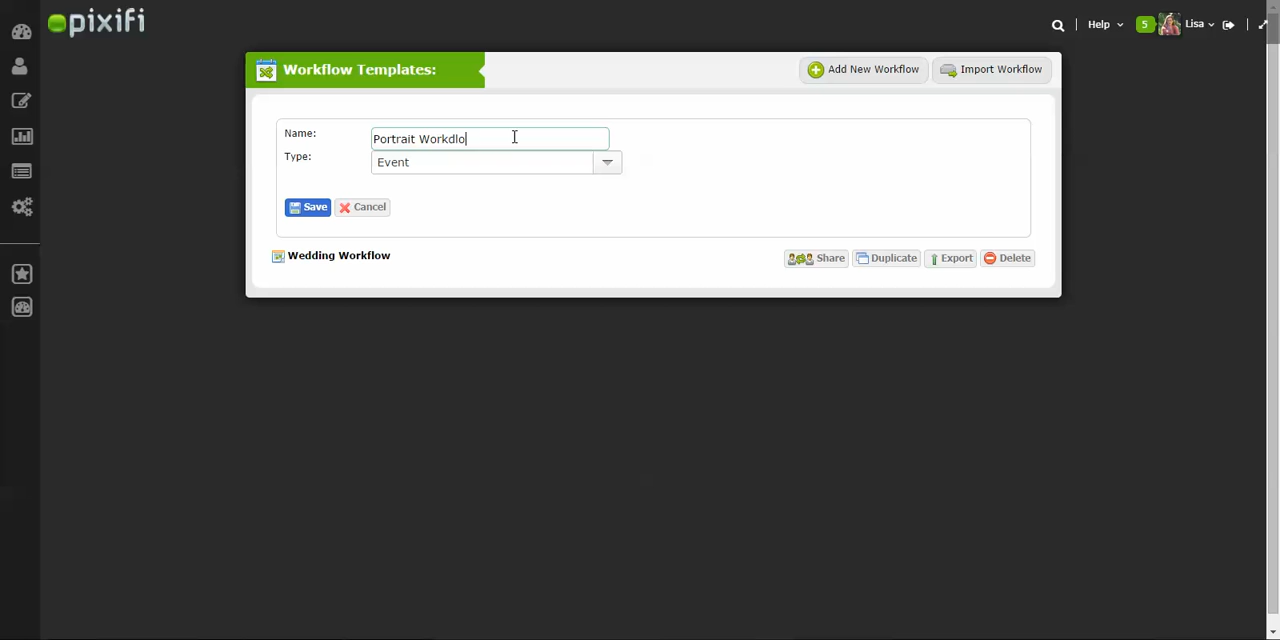 pixifi
Help
5
Lisa
Workflow Templates:
Add New Workflow
Import Workflow
Name:
Portrait Workdlo
Type:
Event
Save
Cancel
Wedding Workflow
Share
Duplicate
Export
Delete